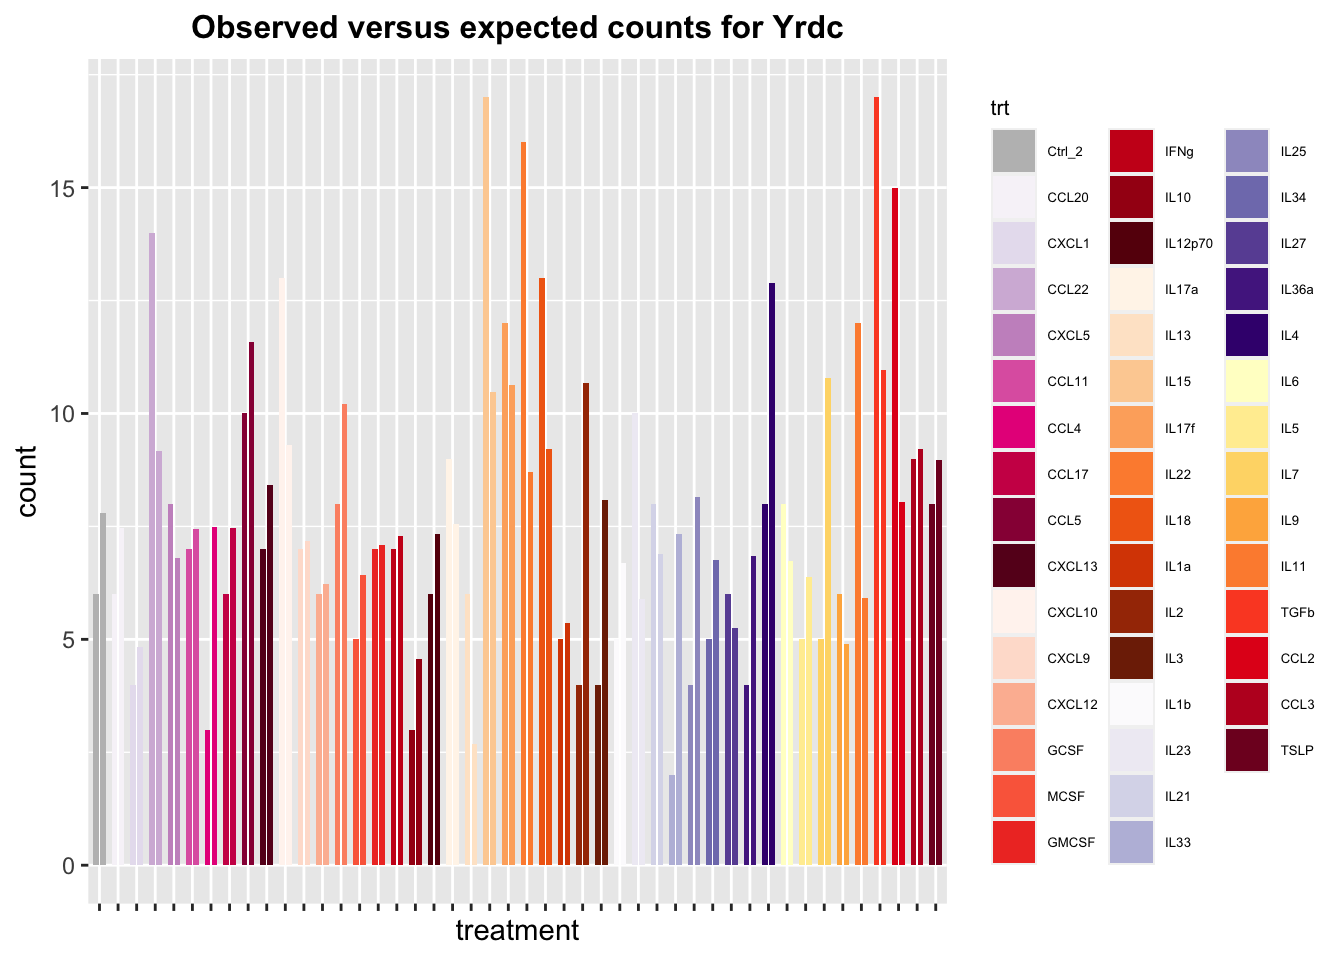 Observed versus expected counts for Yrdc
count
15
10
5
0
treatment
trt
Ctrl_2
CCL20
CXCL1
CCL22
CXCL5
CCL11
CCL4
CCL17
CCL5
CXCL13
CXCL10
CXCL9
CXCL12
GCSF
MCSF
GMCSF
IFNg
IL10
IL12p70
IL17a
IL13
IL15
IL17f
IL22
IL18
IL1a
IL2
IL3
IL1b
IL23
IL21
IL33
IL25
IL34
IL27
IL36a
IL4
IL6
IL5
IL7
IL9
IL11
TGFb
CCL2
CCL3
TSLP